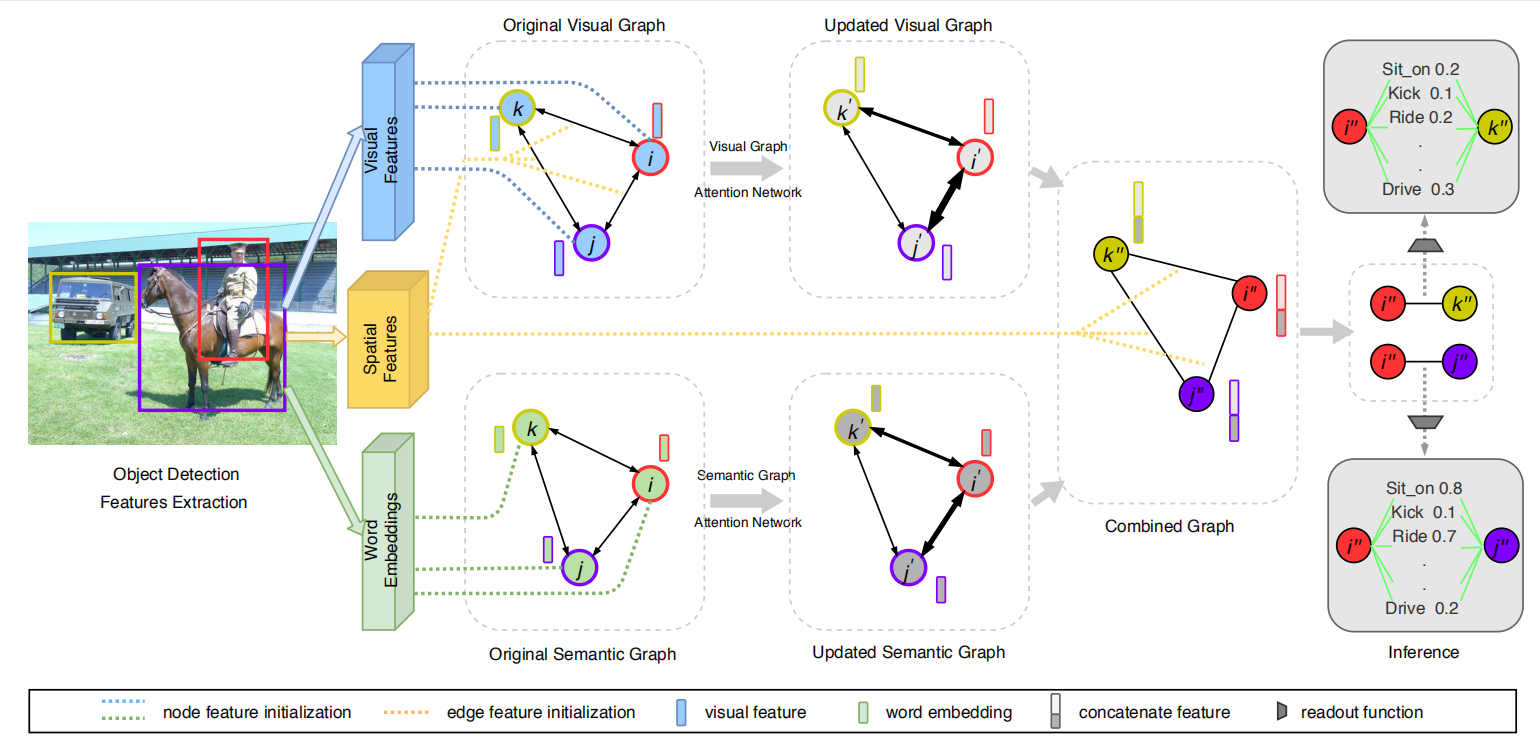 Original Visual Graph
Updated Visual Graph
Visual
Features
k
i
j
Visual Graph
Attention Network
k'
i'
j'
Sit_on 0.2
Kick 0.1
Ride 0.2
.
.
Drive 0.3
i"
k"
Spatial
Features
k"
i"
j"
Combined Graph
i"
k"
i"
j"
Object Detection
Features Extraction
Word
Embeddings
k
i
j
Original Semantic Graph
Semantic Graph
Attention Network
k'
i'
j'
Updated Semantic Graph
Sit_on 0.8
Kick 0.1
Ride 0.7
.
.
Drive 0.2
i"
j"
Inference
node feature initialization
edge feature initialization
visual feature
word embedding
concatenate feature
readout function